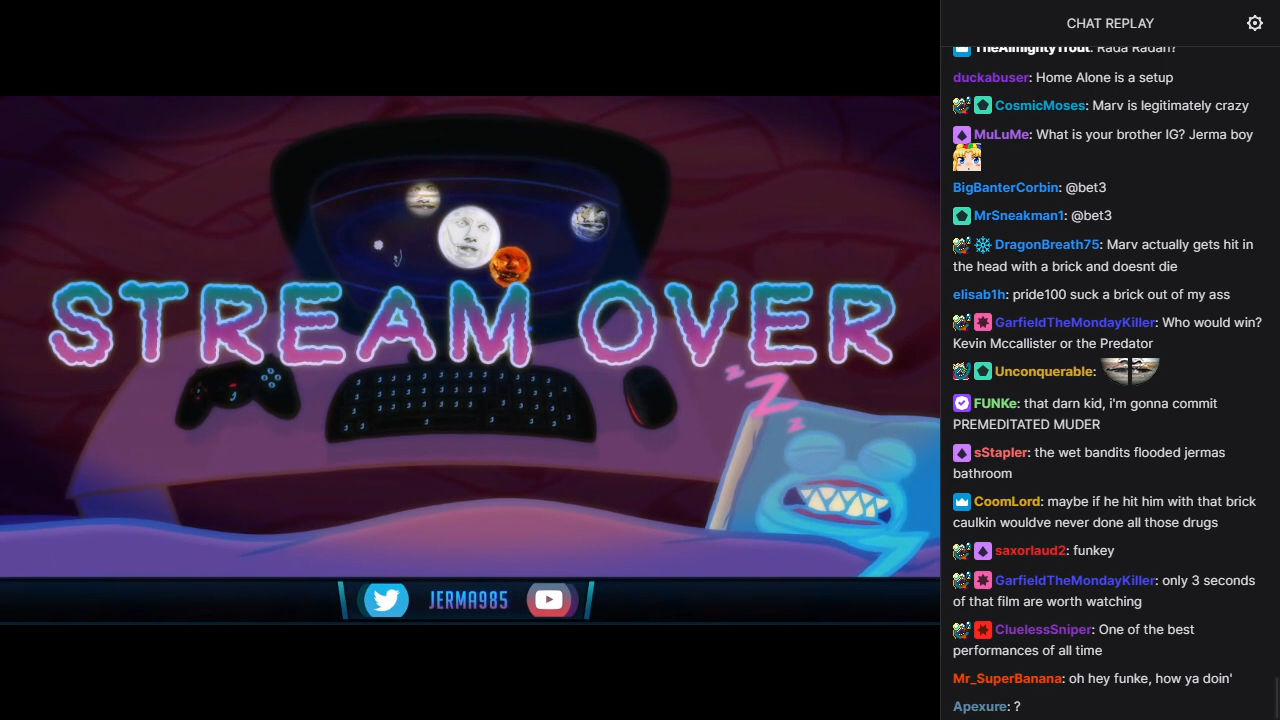 STREAM OVER
z
Z
z
JERMA985
CHAT REPLAY
TheAlmightyTrout: Rada Radah?
duckabuser: Home Alone is a setup
CosmicMoses: Marv is legitimately crazy
MuLuMe: What is your brother IG? Jerma boy
BigBanterCorbin: @bet3
MrSneakman1: @bet3
DragonBreath75: Marv actually gets hit in
the head with a brick and doesnt die
elisab1h: pride100 suck a brick out of my ass
GarfieldTheMondayKiller: Who would win?
Kevin Mccallister or the Predator
Unconquerable:
FUNKe: that darn kid, i'm gonna commit
PREMEDITATED MUDER
sStapler: the wet bandits flooded jermas
bathroom
CoomLord: maybe if he hit him with that brick
caulkin wouldve never done all those drugs
saxorlaud2: funkey
GarfieldTheMondayKiller: only 3 seconds
of that film are worth watching
CluelessSniper: One of the best
performances of all time
Mr_SuperBanana: oh hey funke, how ya doin'
Apexure: ?